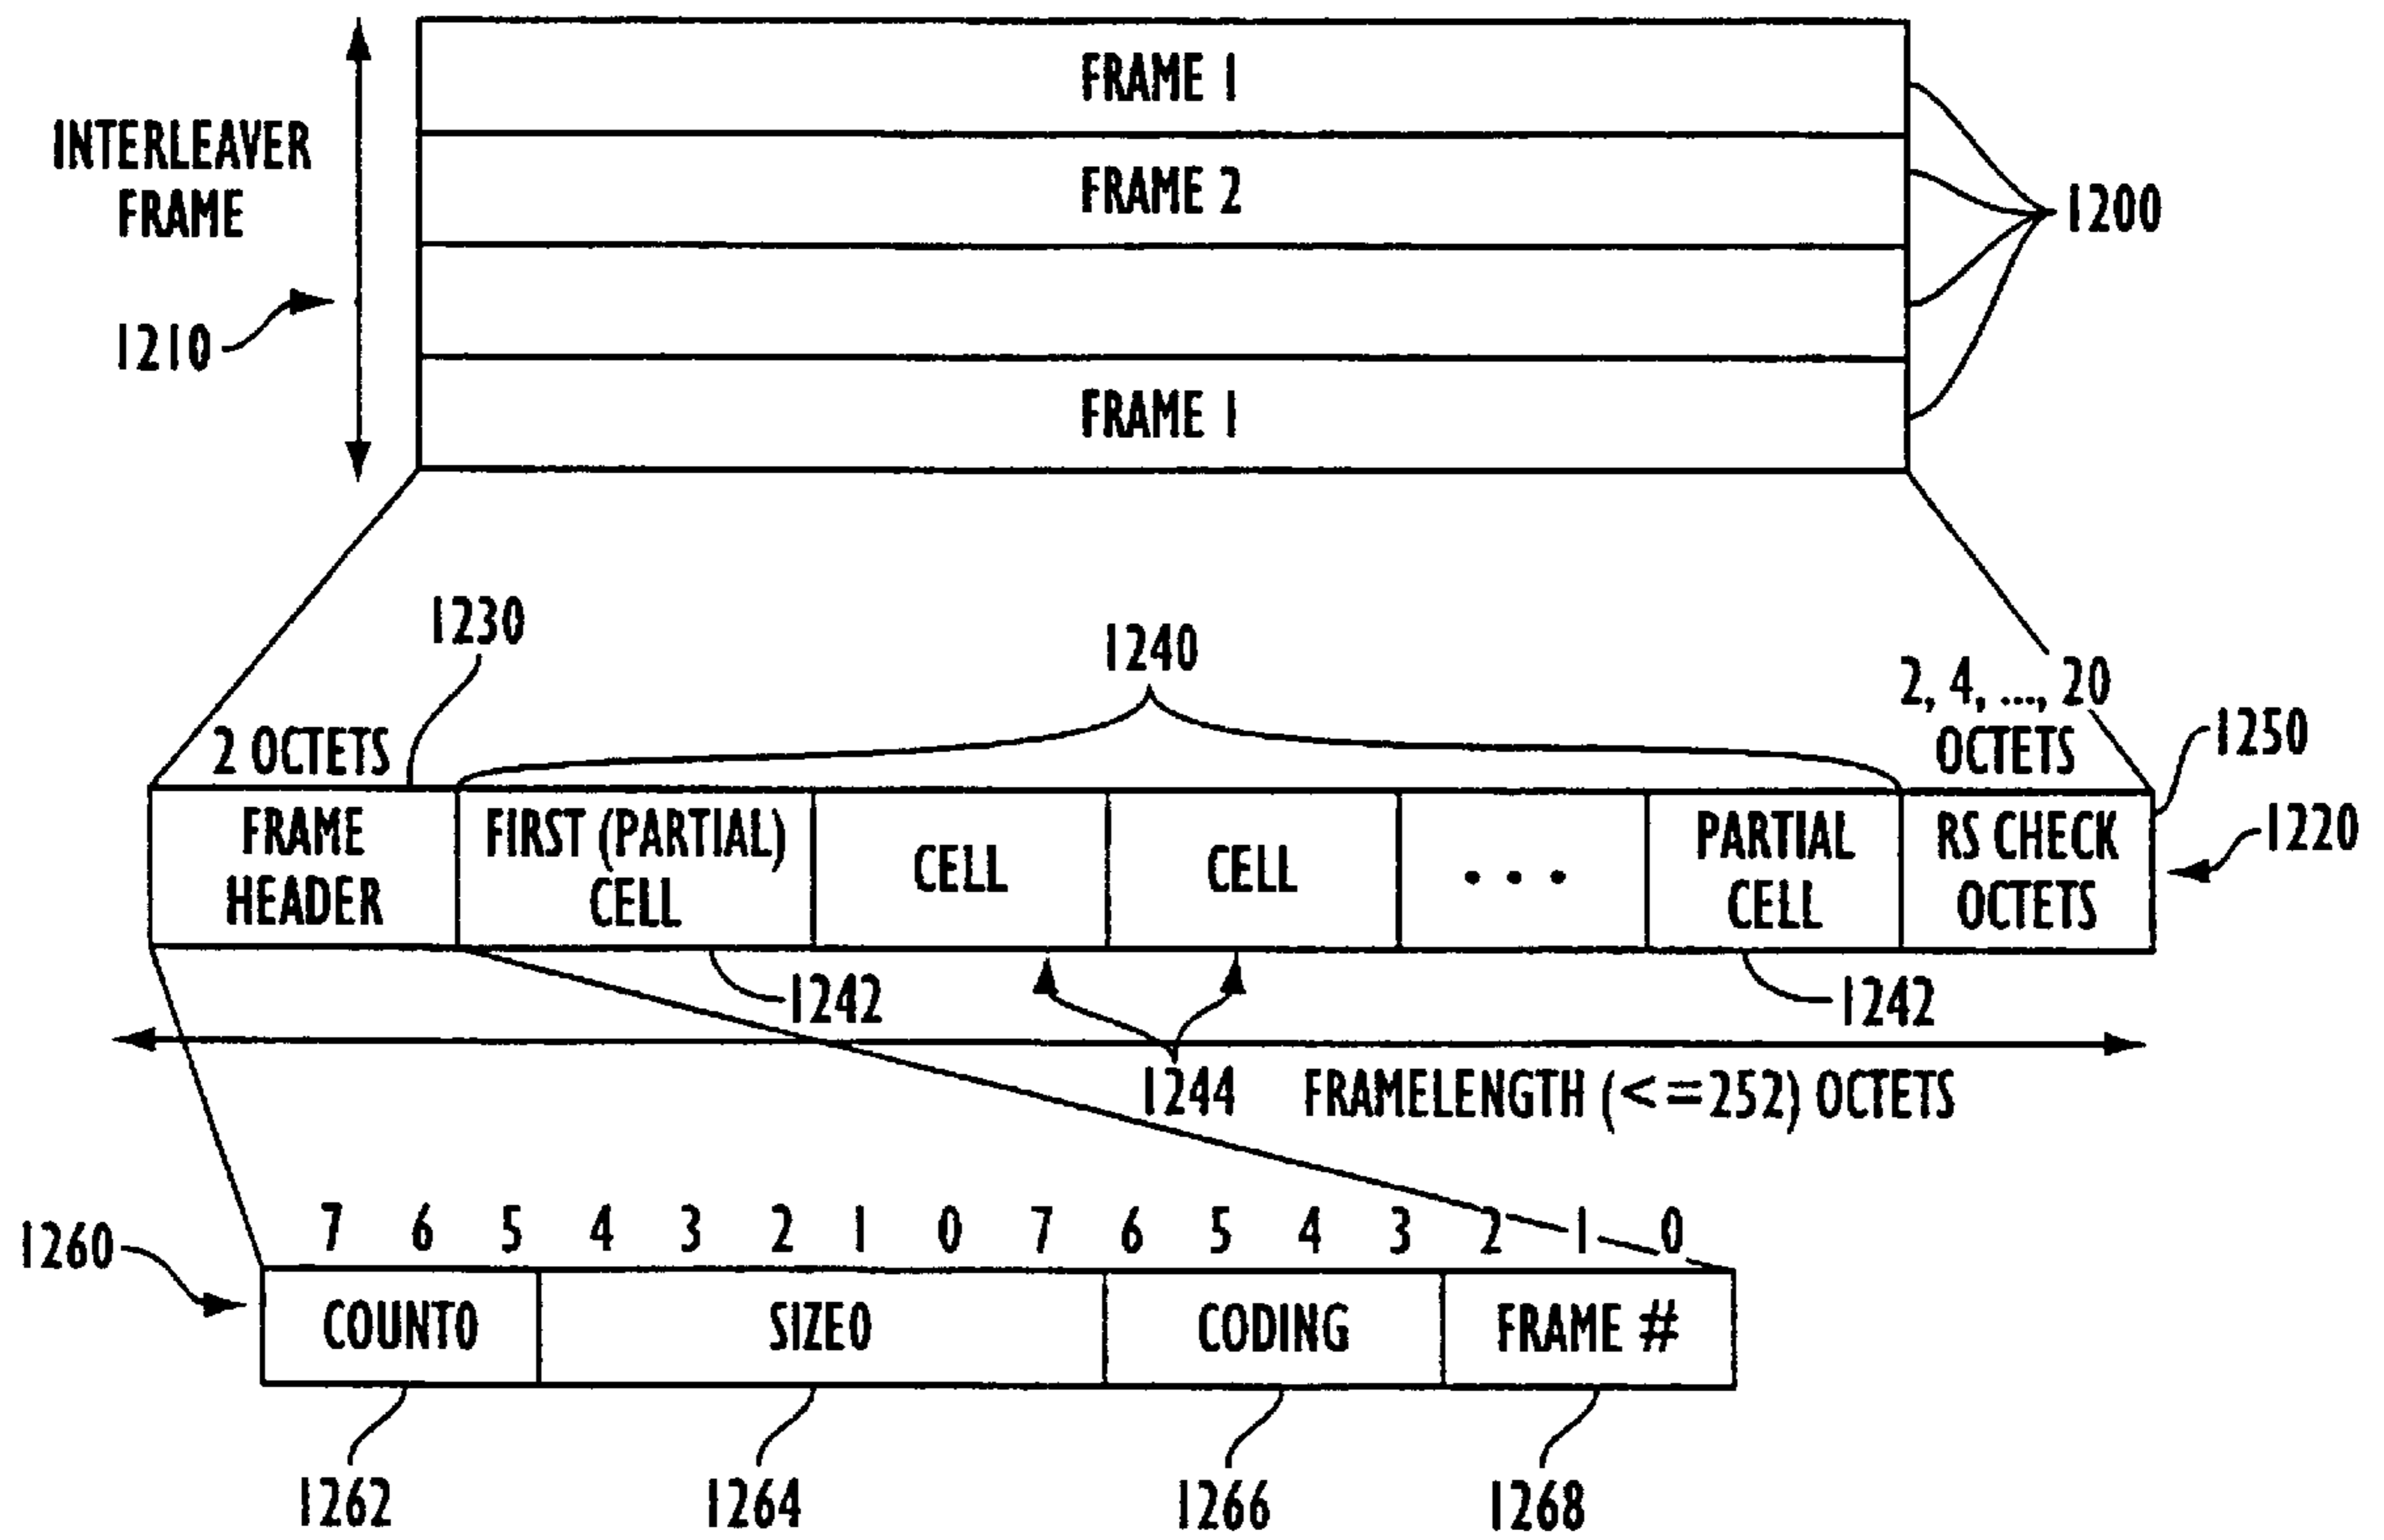 FRAME 1
INTERLEAVER
FRAME
FRAME 2
1200
1210
FRAME 1
1230
1240
2, 4, ..., 20
OCTETS
2 OCTETS
1250
FRAME
HEADER
FIRST (PARTIAL)
CELL
CELL
CELL
• • •
PARTIAL
CELL
RS CHECK
OCTETS
1220
1242
1242
1244
FRAMELENGTH (<=252) OCTETS
7 6 5 4 3 2 1 0 7 6 5 4 3 2 1 0
1260
COUNT0
SIZE0
CODING
FRAME #
1262
1264
1266
1268